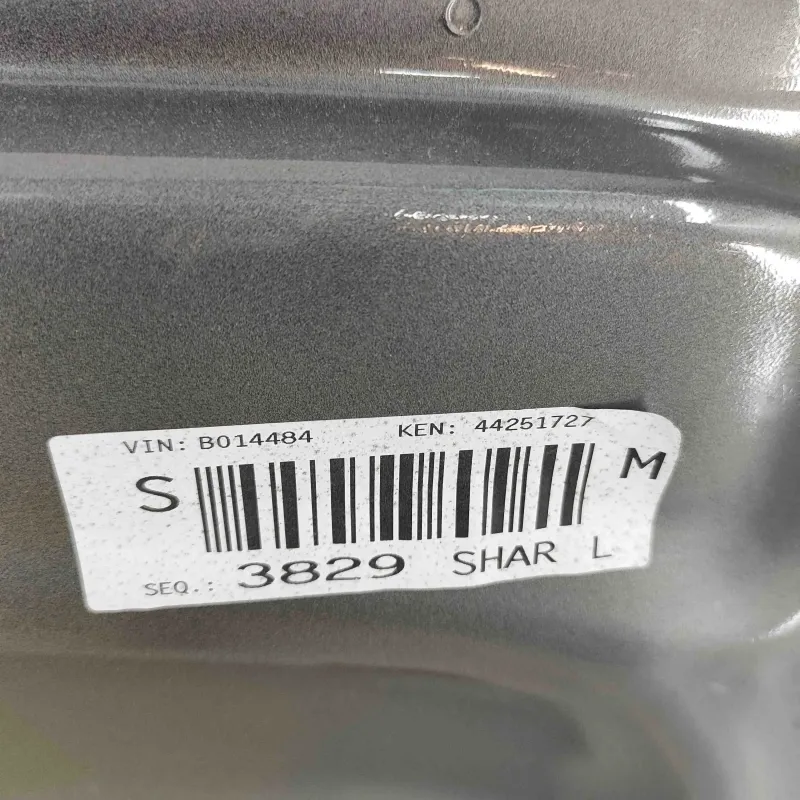 VIN: B014484 KEN: 44251727
S M
SEQ.: 3829 SHAR L